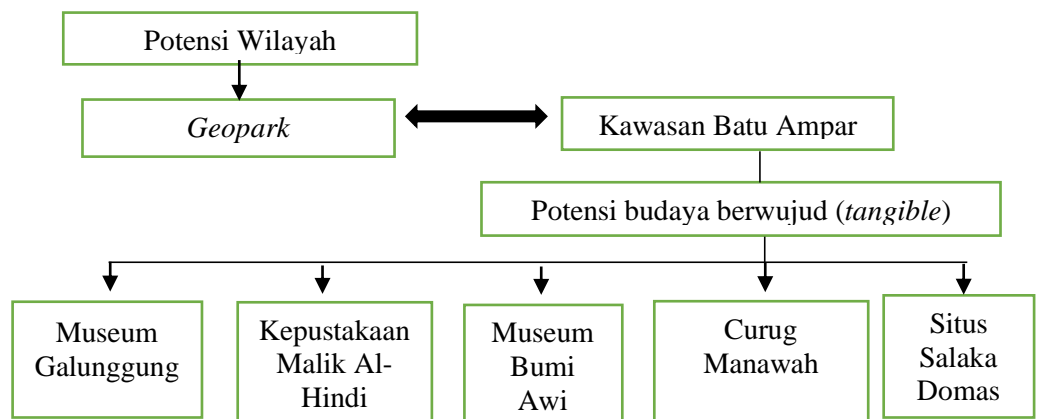 Potensi Wilayah
Geopark
Kawasan Batu Ampar
Potensi budaya berwujud (tangible)
Museum
Galunggung
Kepustakaan
Malik Al-
Hindi
Museum
Bumi
Awi
Curug
Manawah
Situs
Salaka
Domas